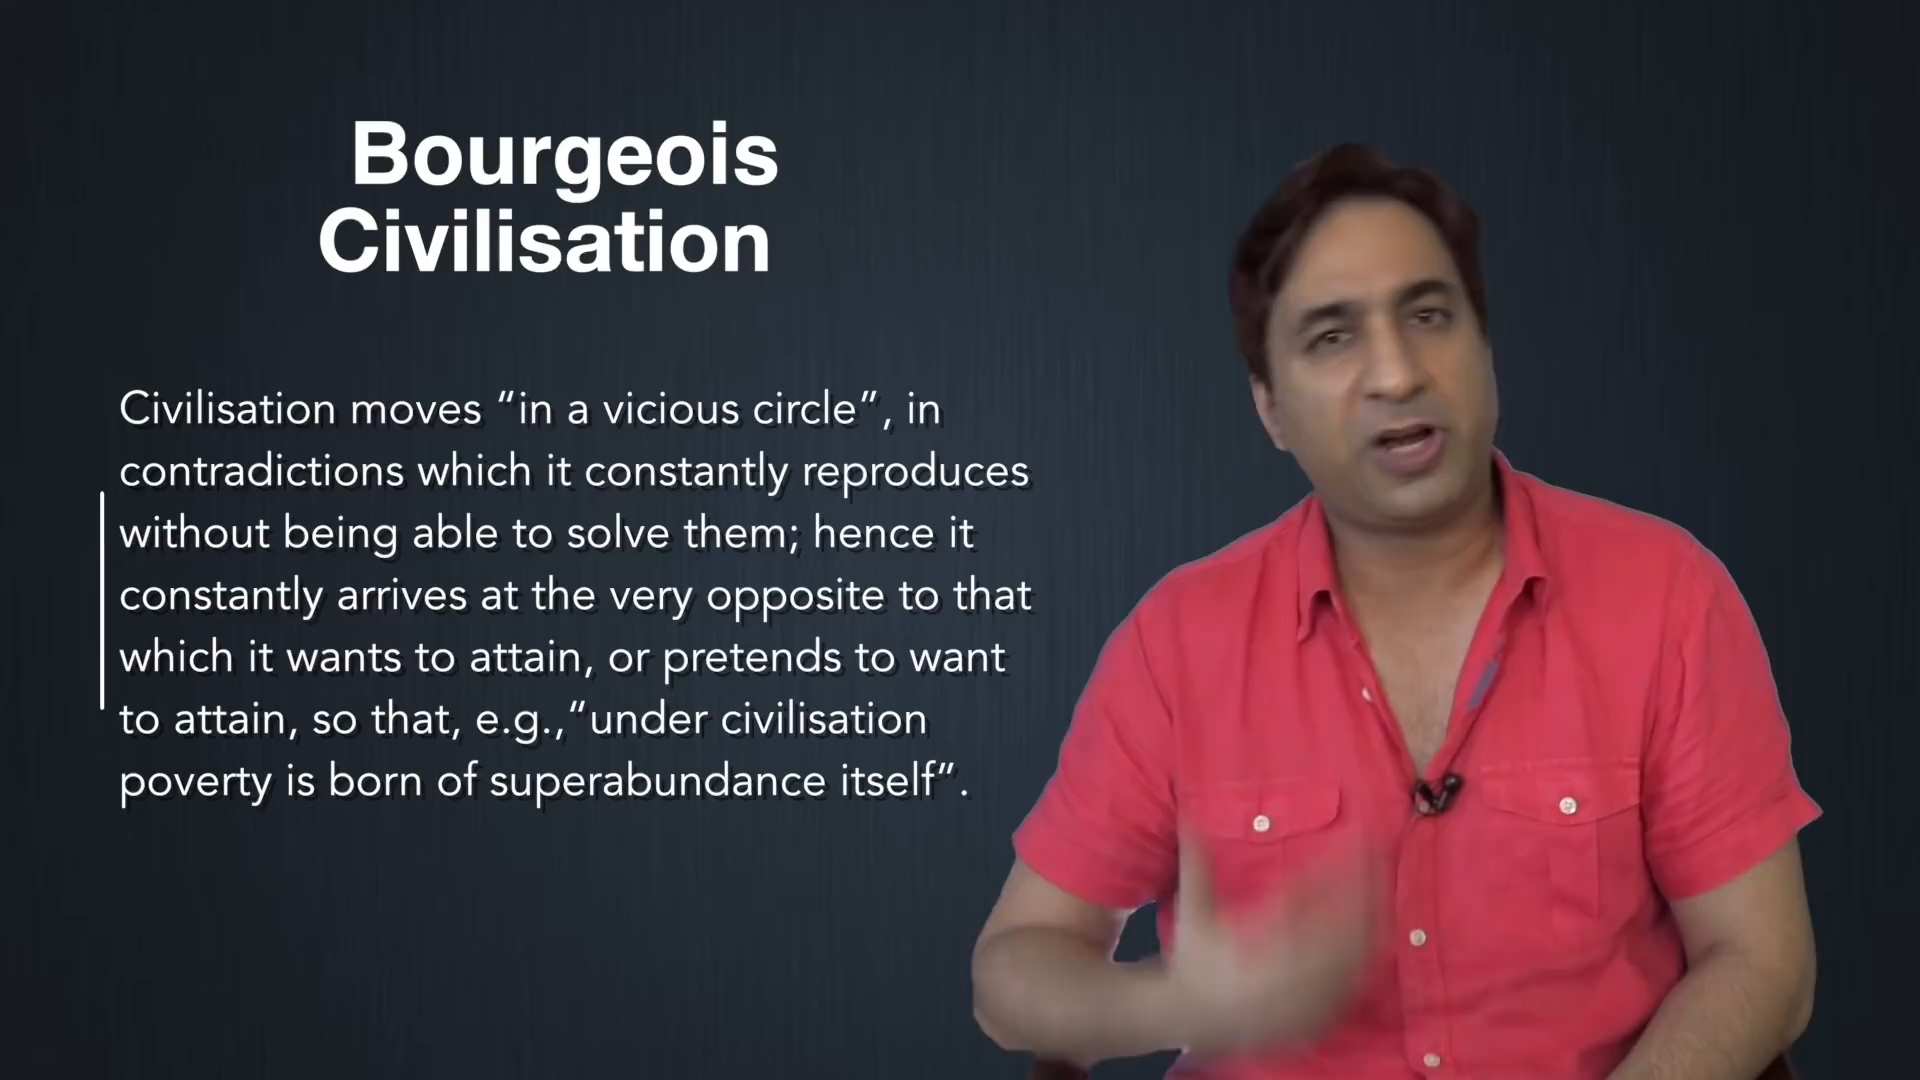 Bourgeois
Civilisation
Civilisation moves “in a vicious circle”, in
contradictions which it constantly reproduces
without being able to solve them; hence it
constantly arrives at the very opposite to that
which it wants to attain, or pretends to want
to attain, so that, e.g.,“under civilisation
poverty is born of superabundance itself”.